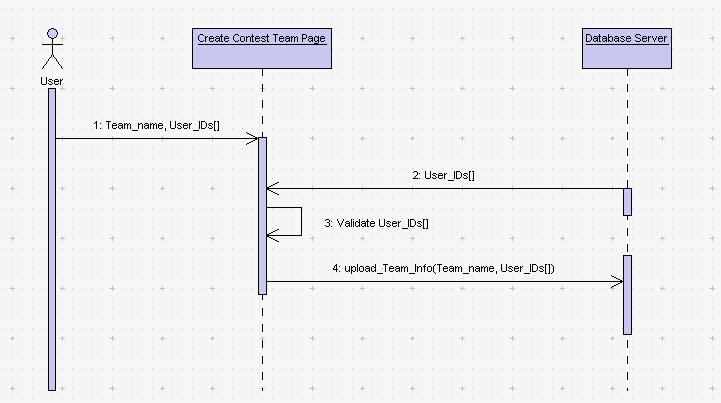 Create Contest Team Page
Database Server
User
1: Team_name, User_IDs[]
2: User_IDs[]
3: Validate User_IDs[]
4: upload_Team_Info(Team_name, User_IDs[])